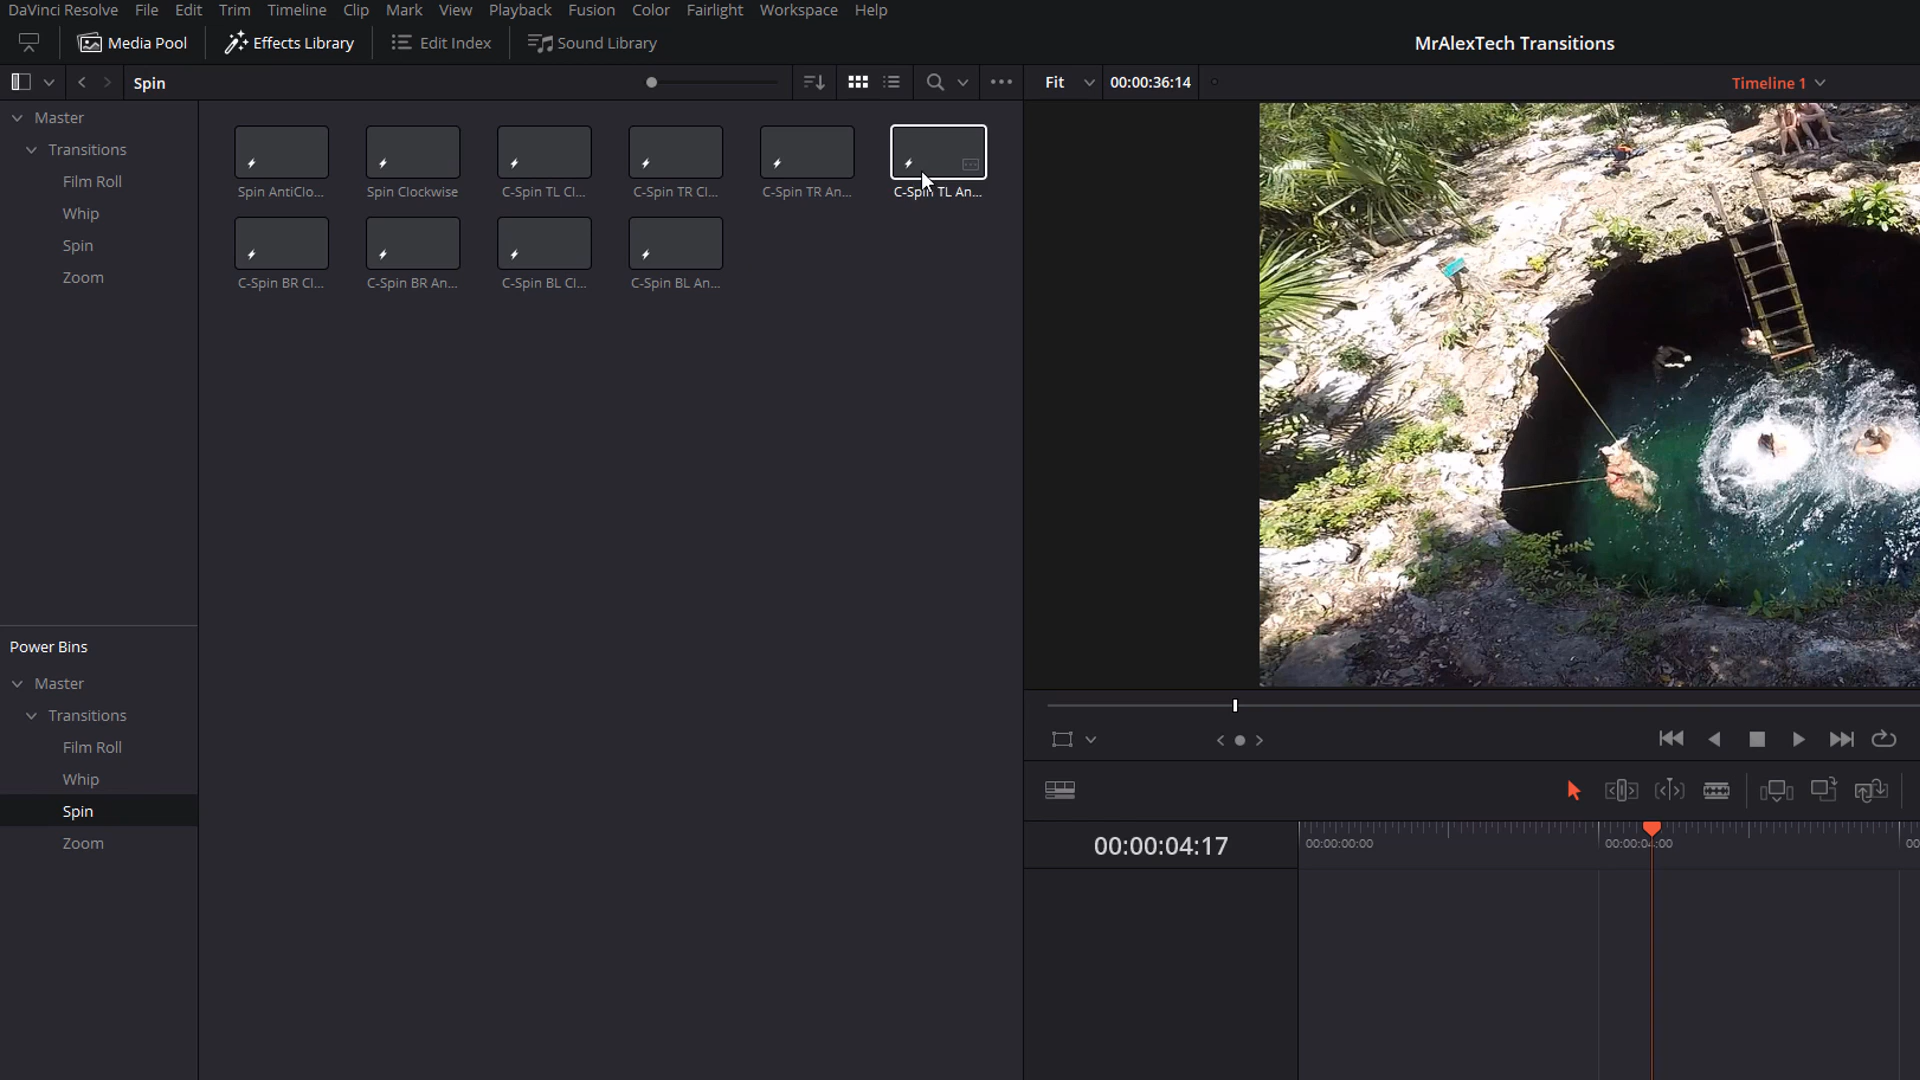 DaVinci Resolve File Edit Trim Timeline Clip Mark View Playback Fusion Color Fairlight Workspace Help
Media Pool Effects Library Edit Index Sound Library MrAlexTech Transitions
Spin Fit 00:00:36:14 Timeline 1
Master
Transitions
Film Roll
Whip
Spin
Zoom
Spin AntiClo... Spin Clockwise C-Spin TL Cl... C-Spin TR Cl... C-Spin TR An... C-Spin TL An...
C-Spin BR Cl... C-Spin BR An... C-Spin BL Cl... C-Spin BL An...
Power Bins
Master
Transitions
Film Roll
Whip
Spin
Zoom
00:00:04:17
00:00:00:00 00:00:04:00 00